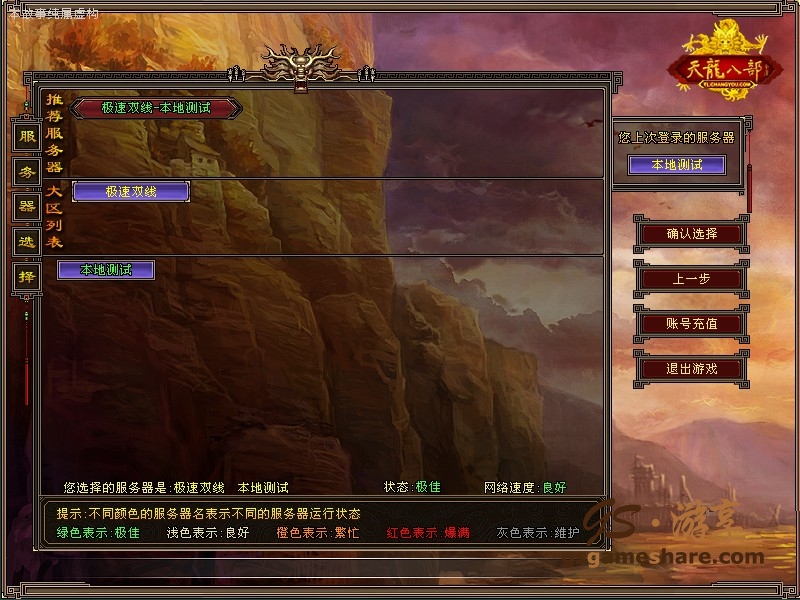 本故事纯属虚构
天龍八部
TL.CHANGYOU.COM
服务器选择
推荐服务器
极速双线-本地测试
大区列表
极速双线
本地测试
您上次登录的服务器
本地测试
确认选择
上一步
账号充值
退出游戏
您选择的服务器是:极速双线 本地测试 状态:极佳 网络速度:良好
提示:不同颜色的服务器名表示不同的服务器运行状态
绿色表示:极佳 浅色表示:良好 橙色表示:繁忙 红色表示:爆满 灰色表示:维护
GS·游享
gameshare.com